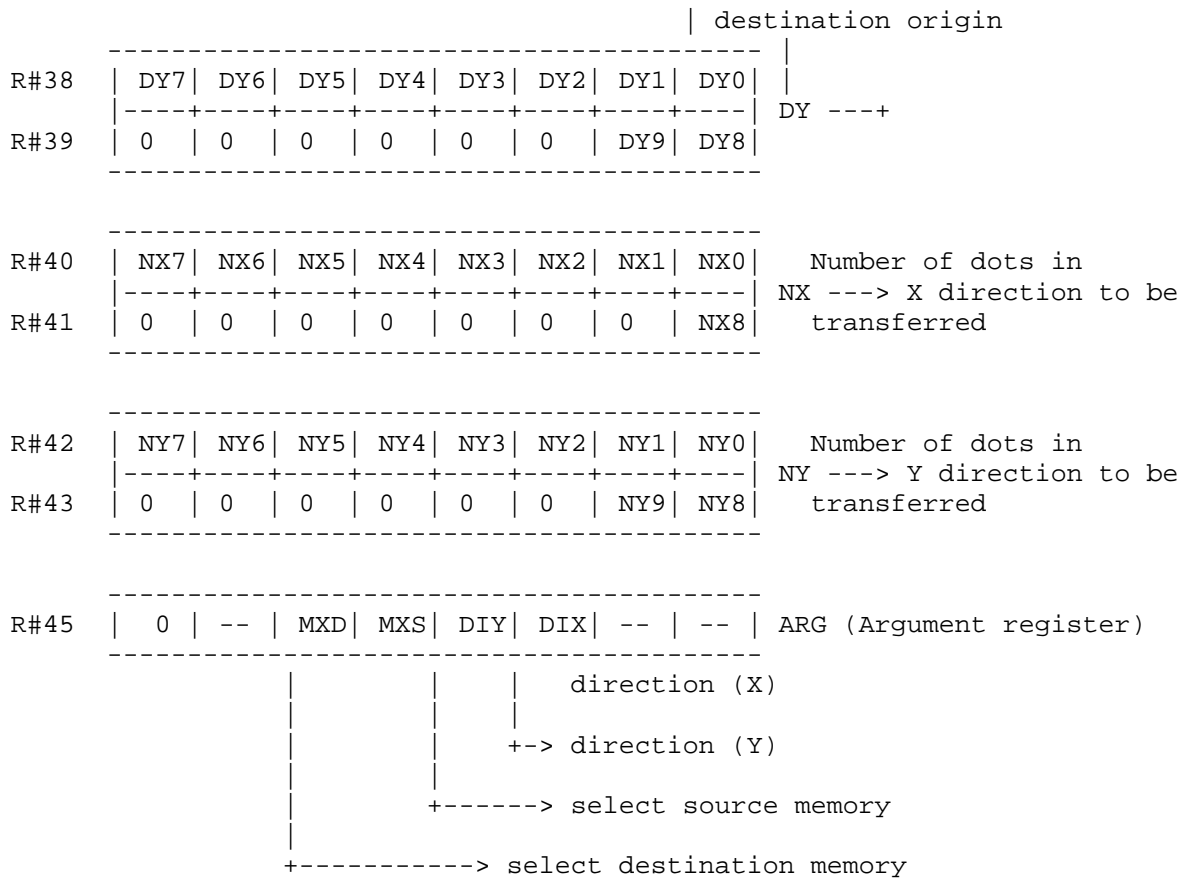 | destination origin
----------------------------------------- |
R#38 | DY7| DY6| DY5| DY4| DY3| DY2| DY1| DY0| |
|----+----+----+----+----+----+----+----| DY ---+
R#39 | 0 | 0 | 0 | 0 | 0 | 0 | DY9| DY8|
-----------------------------------------
-----------------------------------------
R#40 | NX7| NX6| NX5| NX4| NX3| NX2| NX1| NX0| Number of dots in
|----+----+----+----+----+----+----+----| NX ---> X direction to be
R#41 | 0 | 0 | 0 | 0 | 0 | 0 | 0 | NX8| transferred
-----------------------------------------
-----------------------------------------
R#42 | NY7| NY6| NY5| NY4| NY3| NY2| NY1| NY0| Number of dots in
|----+----+----+----+----+----+----+----| NY ---> Y direction to be
R#43 | 0 | 0 | 0 | 0 | 0 | 0 | NY9| NY8| transferred
-----------------------------------------
-----------------------------------------
R#45 | 0 | -- | MXD| MXS| DIY| DIX| -- | -- | ARG (Argument register)
-----------------------------------------
| | | direction (X)
| | |
| | +-> direction (Y)
| |
| +------> select source memory
|
+-----------> select destination memory